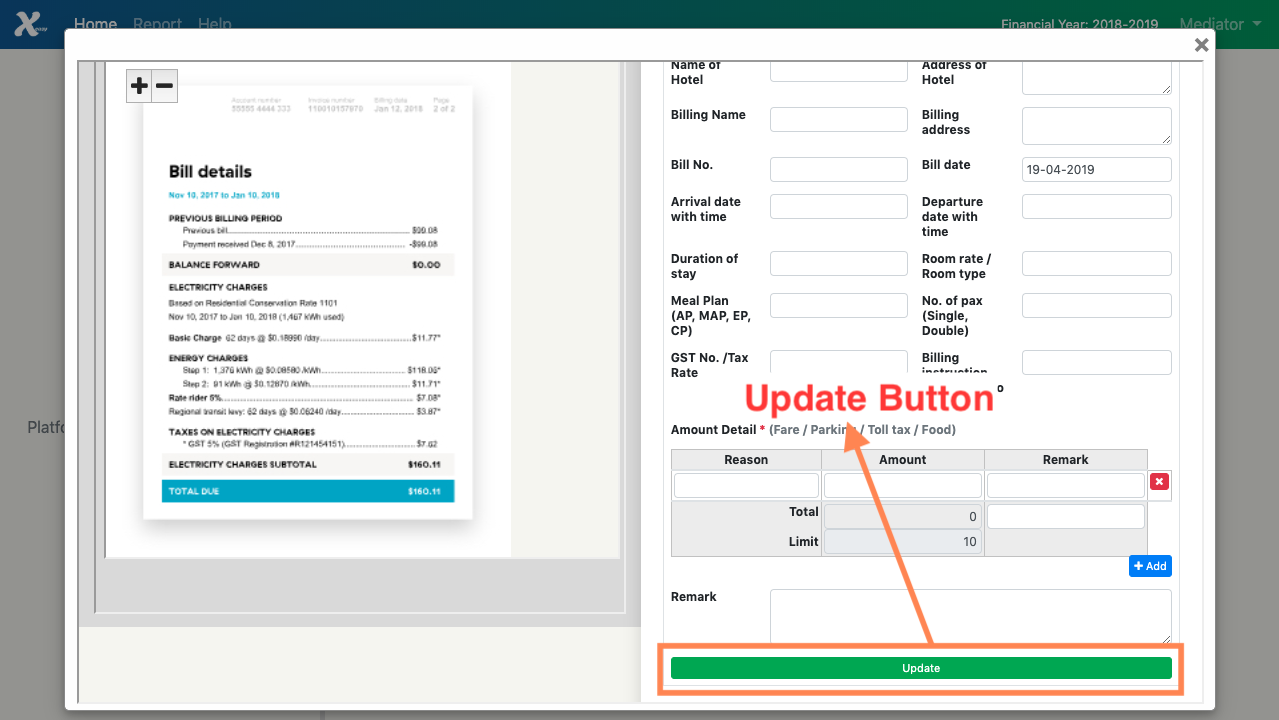 Home Report Help
Financial Year: 2018-2019 Mediator
×
Account number Invoice number Billing date Page
55555 4444 333 110010157970 Jan 12, 2018 2 of 2
Bill details
Nov 10, 2017 to Jan 10, 2018
PREVIOUS BILLING PERIOD
Previous bill $99.08
Payment received Dec 8, 2017 -$99.08
BALANCE FORWARD $0.00
ELECTRICITY CHARGES
Based on Residential Conservation Rate 1101
Nov 10, 2017 to Jan 10, 2018 (1,467 kWh used)
Basic Charge 62 days @ $0.18990 /day $11.77*
ENERGY CHARGES
Step 1: 1,376 kWh @ $0.08580 /kWh $118.06*
Step 2: 91 kWh @ $0.12870 /kWh $11.71*
Rate rider 5% $7.08*
Regional transit levy: 62 days @ $0.06240 /day $3.87*
TAXES ON ELECTRICITY CHARGES
* GST 5% (GST Registration #R121454151) $7.62
ELECTRICITY CHARGES SUBTOTAL $160.11
TOTAL DUE $160.11
Platfo
Name of
Hotel
Address of
Hotel
Billing Name
Billing
address
Bill No.
Bill date 19-04-2019
Arrival date
with time
Departure
date with
time
Duration of
stay
Room rate /
Room type
Meal Plan
(AP, MAP, EP,
CP)
No. of pax
(Single,
Double)
GST No. /Tax
Rate
Billing
instruction
Update Button
Amount Detail * (Fare / Parking / Toll tax / Food)
Reason Amount Remark
Total 0
Limit 10
+ Add
Remark
Update